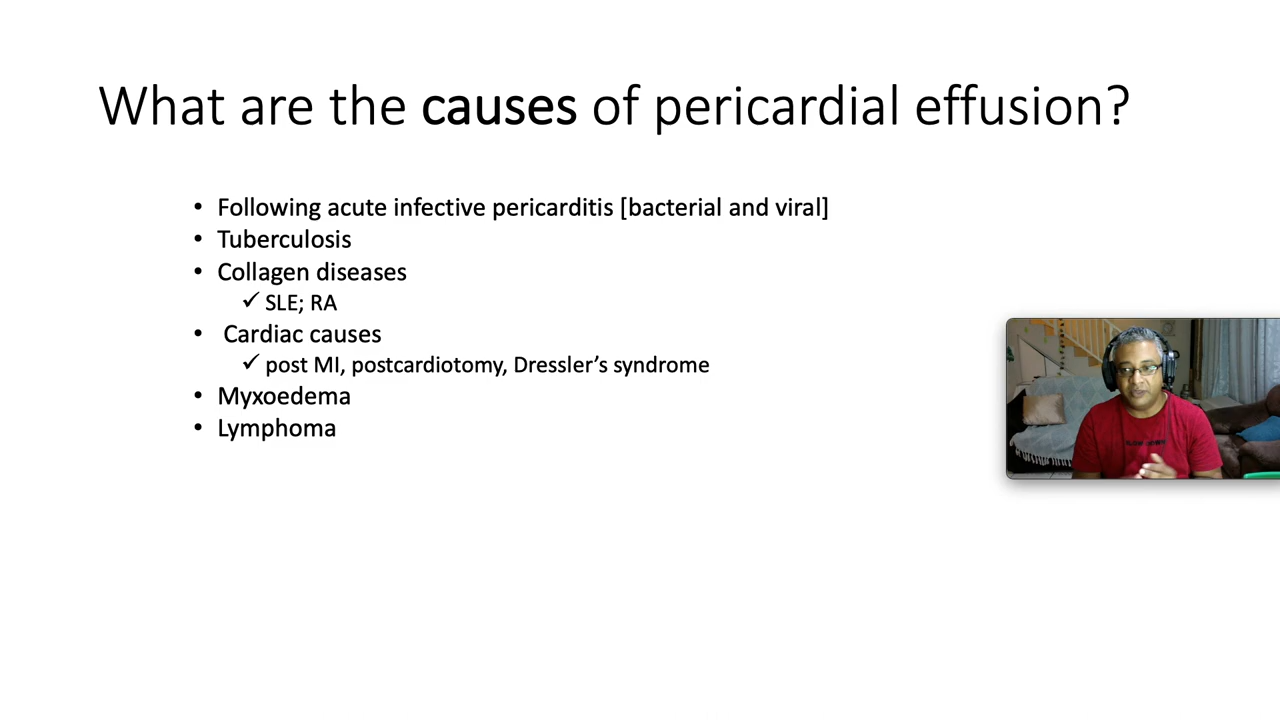 What are the causes of pericardial effusion?
• Following acute infective pericarditis [bacterial and viral]
• Tuberculosis
• Collagen diseases
✓ SLE; RA
• Cardiac causes
✓ post MI, postcardiotomy, Dressler’s syndrome
• Myxoedema
• Lymphoma